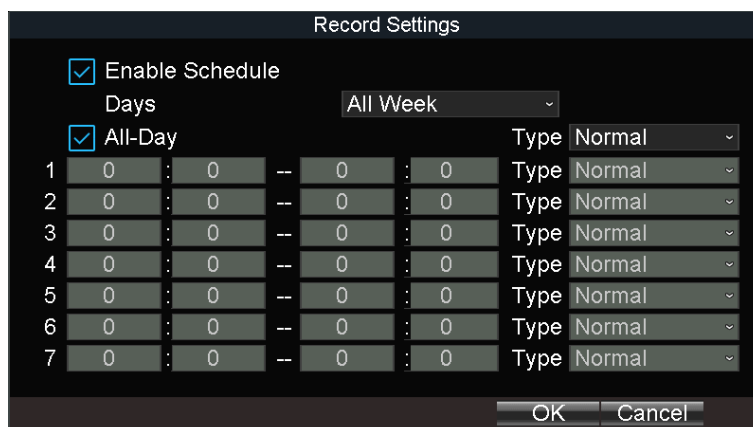 Record Settings
Enable Schedule
Days All Week
All-Day Type Normal
1 0 : 0 -- 0 : 0 Type Normal
2 0 : 0 -- 0 : 0 Type Normal
3 0 : 0 -- 0 : 0 Type Normal
4 0 : 0 -- 0 : 0 Type Normal
5 0 : 0 -- 0 : 0 Type Normal
6 0 : 0 -- 0 : 0 Type Normal
7 0 : 0 -- 0 : 0 Type Normal
OK Cancel